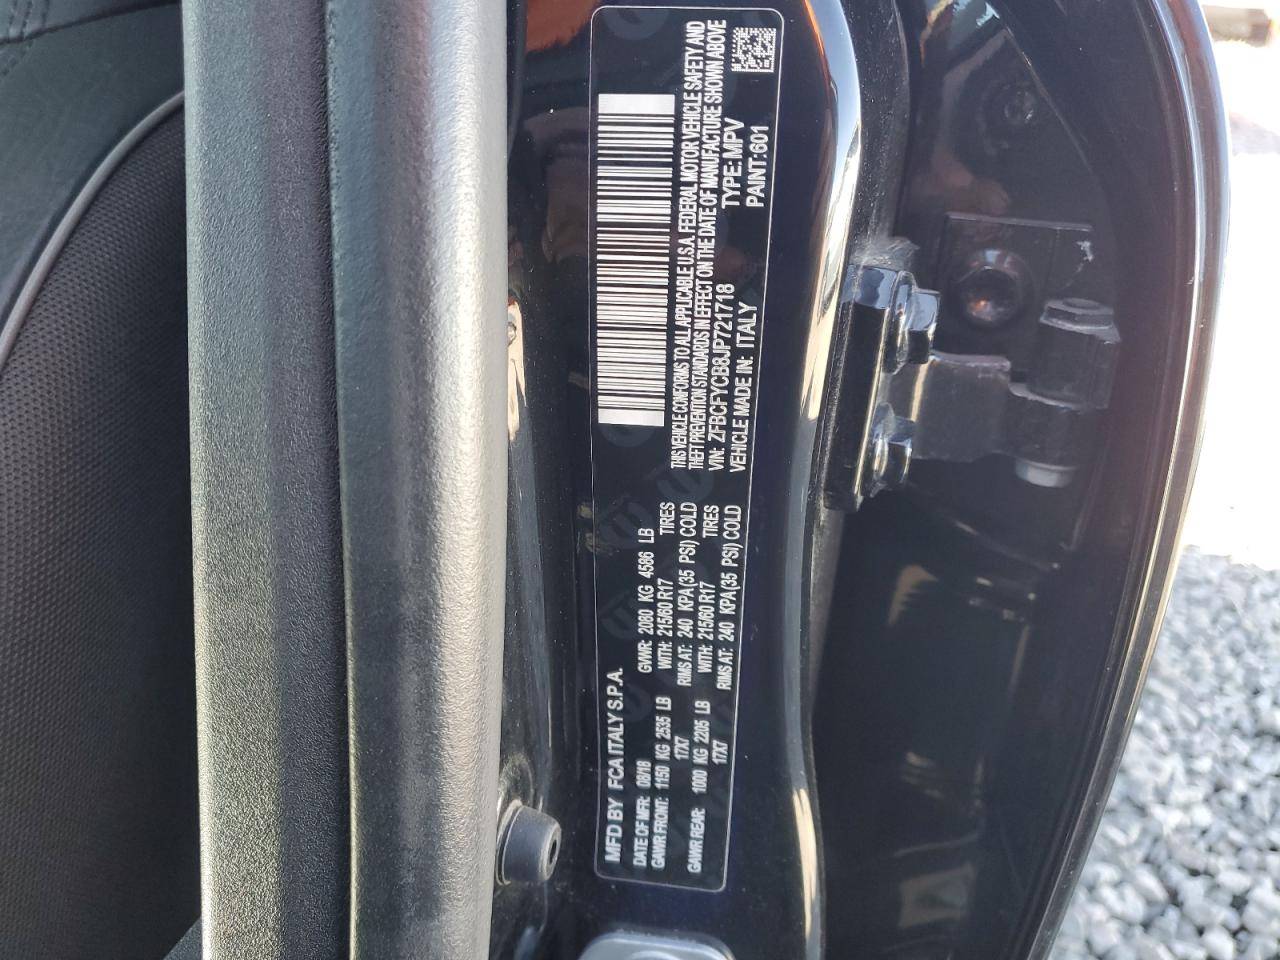 MFD BY FCA ITALY S.P.A.
DATE OF MFR: 08/18 GVWR: 2080 KG 4586 LB
GAWR FRONT: 1150 KG 2535 LB WITH: 215/60 R17 TIRES
17X7 RIMS AT: 240 KPA(35 PSI) COLD
GAWR REAR: 1000 KG 2205 LB WITH: 215/60 R17 TIRES
17X7 RIMS AT: 240 KPA(35 PSI) COLD
THIS VEHICLE CONFORMS TO ALL APPLICABLE U.S.A. FEDERAL MOTOR VEHICLE SAFETY AND
THEFT PREVENTION STANDARDS IN EFFECT ON THE DATE OF MANUFACTURE SHOWN ABOVE
VIN: ZFBCFYCB8JP721718 TYPE: MPV
VEHICLE MADE IN: ITALY PAINT:601